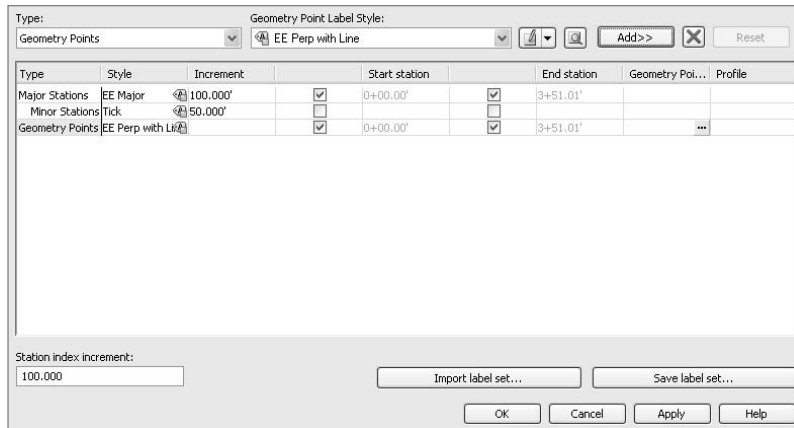 Type: Geometry Point Label Style:
Geometry Points EE Perp with Line Add>> Reset
Type Style Increment Start station End station Geometry Poi... Profile
Major Stations EE Major 100.000' 0+00.00' 3+51.01'
Minor Stations Tick 50.000'
Geometry Points EE Perp with Li 0+00.00' 3+51.01' ...
Station index increment:
100.000 Import label set... Save label set...
OK Cancel Apply Help